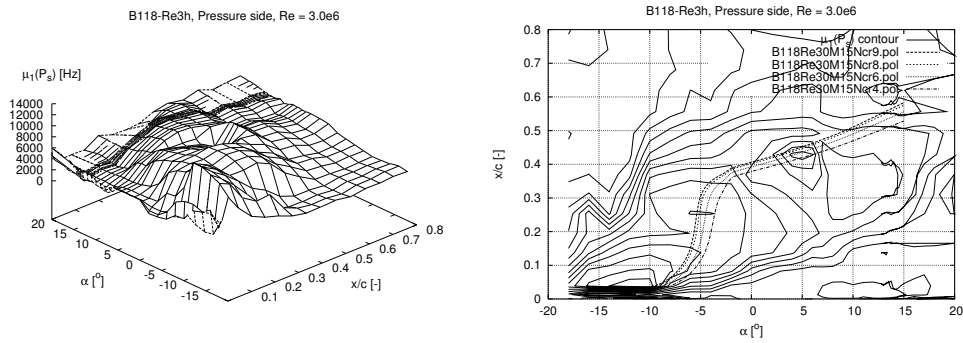 B118-Re3h, Pressure side, Re = 3.0e6
μ1(Ps) [Hz]
14000
12000
10000
8000
6000
4000
2000
0
20
15
10
5
0
-5
-10
-15
α [°]
0.1
0.2
0.3
0.4
0.5
0.6
0.7
0.8
x/c [-]
B118-Re3h, Pressure side, Re = 3.0e6
μ1(Ps) contour
B118Re30M15Ncr9.pol
B118Re30M15Ncr8.pol
B118Re30M15Ncr6.pol
B118Re30M15Ncr4.pol
0.8
0.7
0.6
0.5
0.4
0.3
0.2
0.1
0
x/c [-]
-20 -15 -10 -5 0 5 10 15 20
α [°]